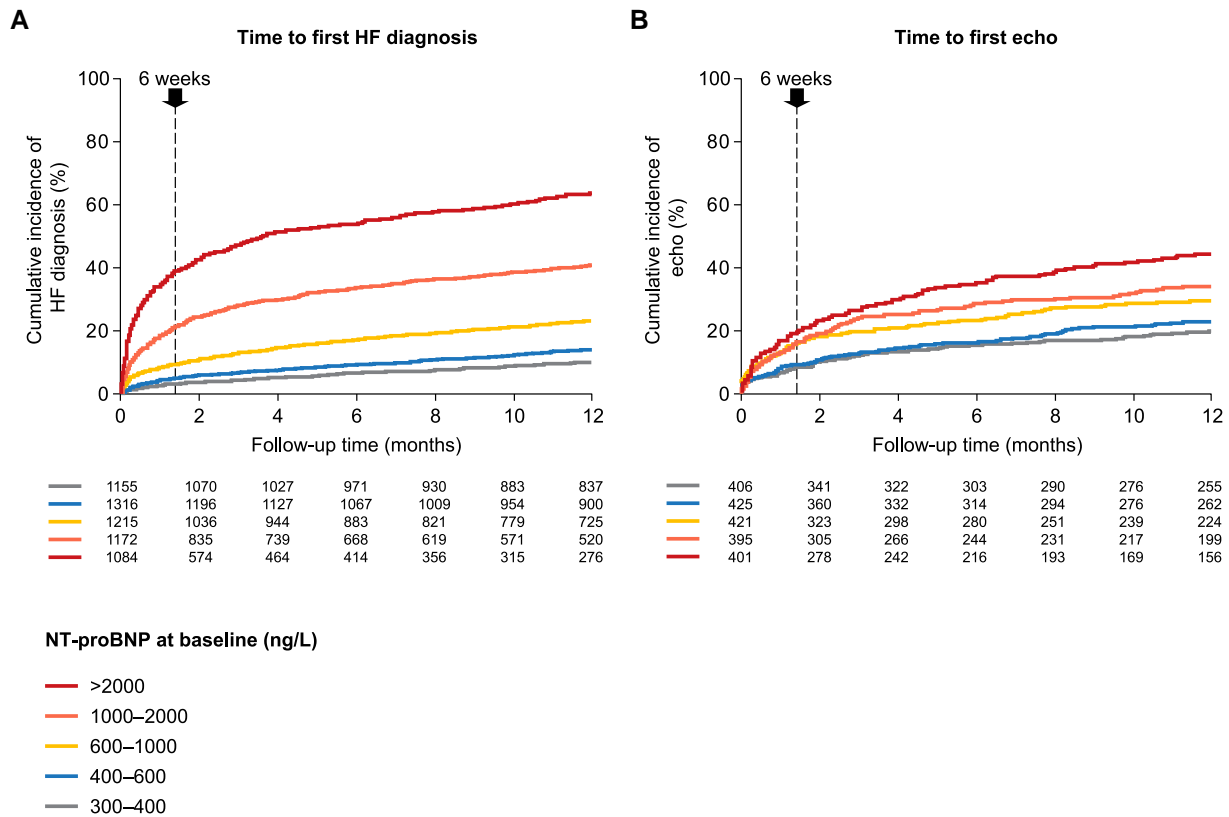 A
Time to first HF diagnosis
6 weeks
Cumulative incidence of
HF diagnosis (%)
100
80
60
40
20
0
0 2 4 6 8 10 12
Follow-up time (months)
1155 1070 1027 971 930 883 837
1316 1196 1127 1067 1009 954 900
1215 1036 944 883 821 779 725
1172 835 739 668 619 571 520
1084 574 464 414 356 315 276
B
Time to first echo
6 weeks
Cumulative incidence of
echo (%)
100
80
60
40
20
0
0 2 4 6 8 10 12
Follow-up time (months)
406 341 322 303 290 276 255
425 360 332 314 294 276 262
421 323 298 280 251 239 224
395 305 266 244 231 217 199
401 278 242 216 193 169 156
NT-proBNP at baseline (ng/L)
>2000
1000–2000
600–1000
400–600
300–400